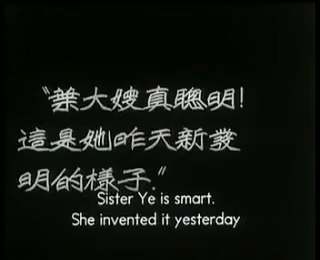 “葉大嫂真聰明！
這是她昨天新發
明的樣子.”
Sister Ye is smart.
She invented it yesterday